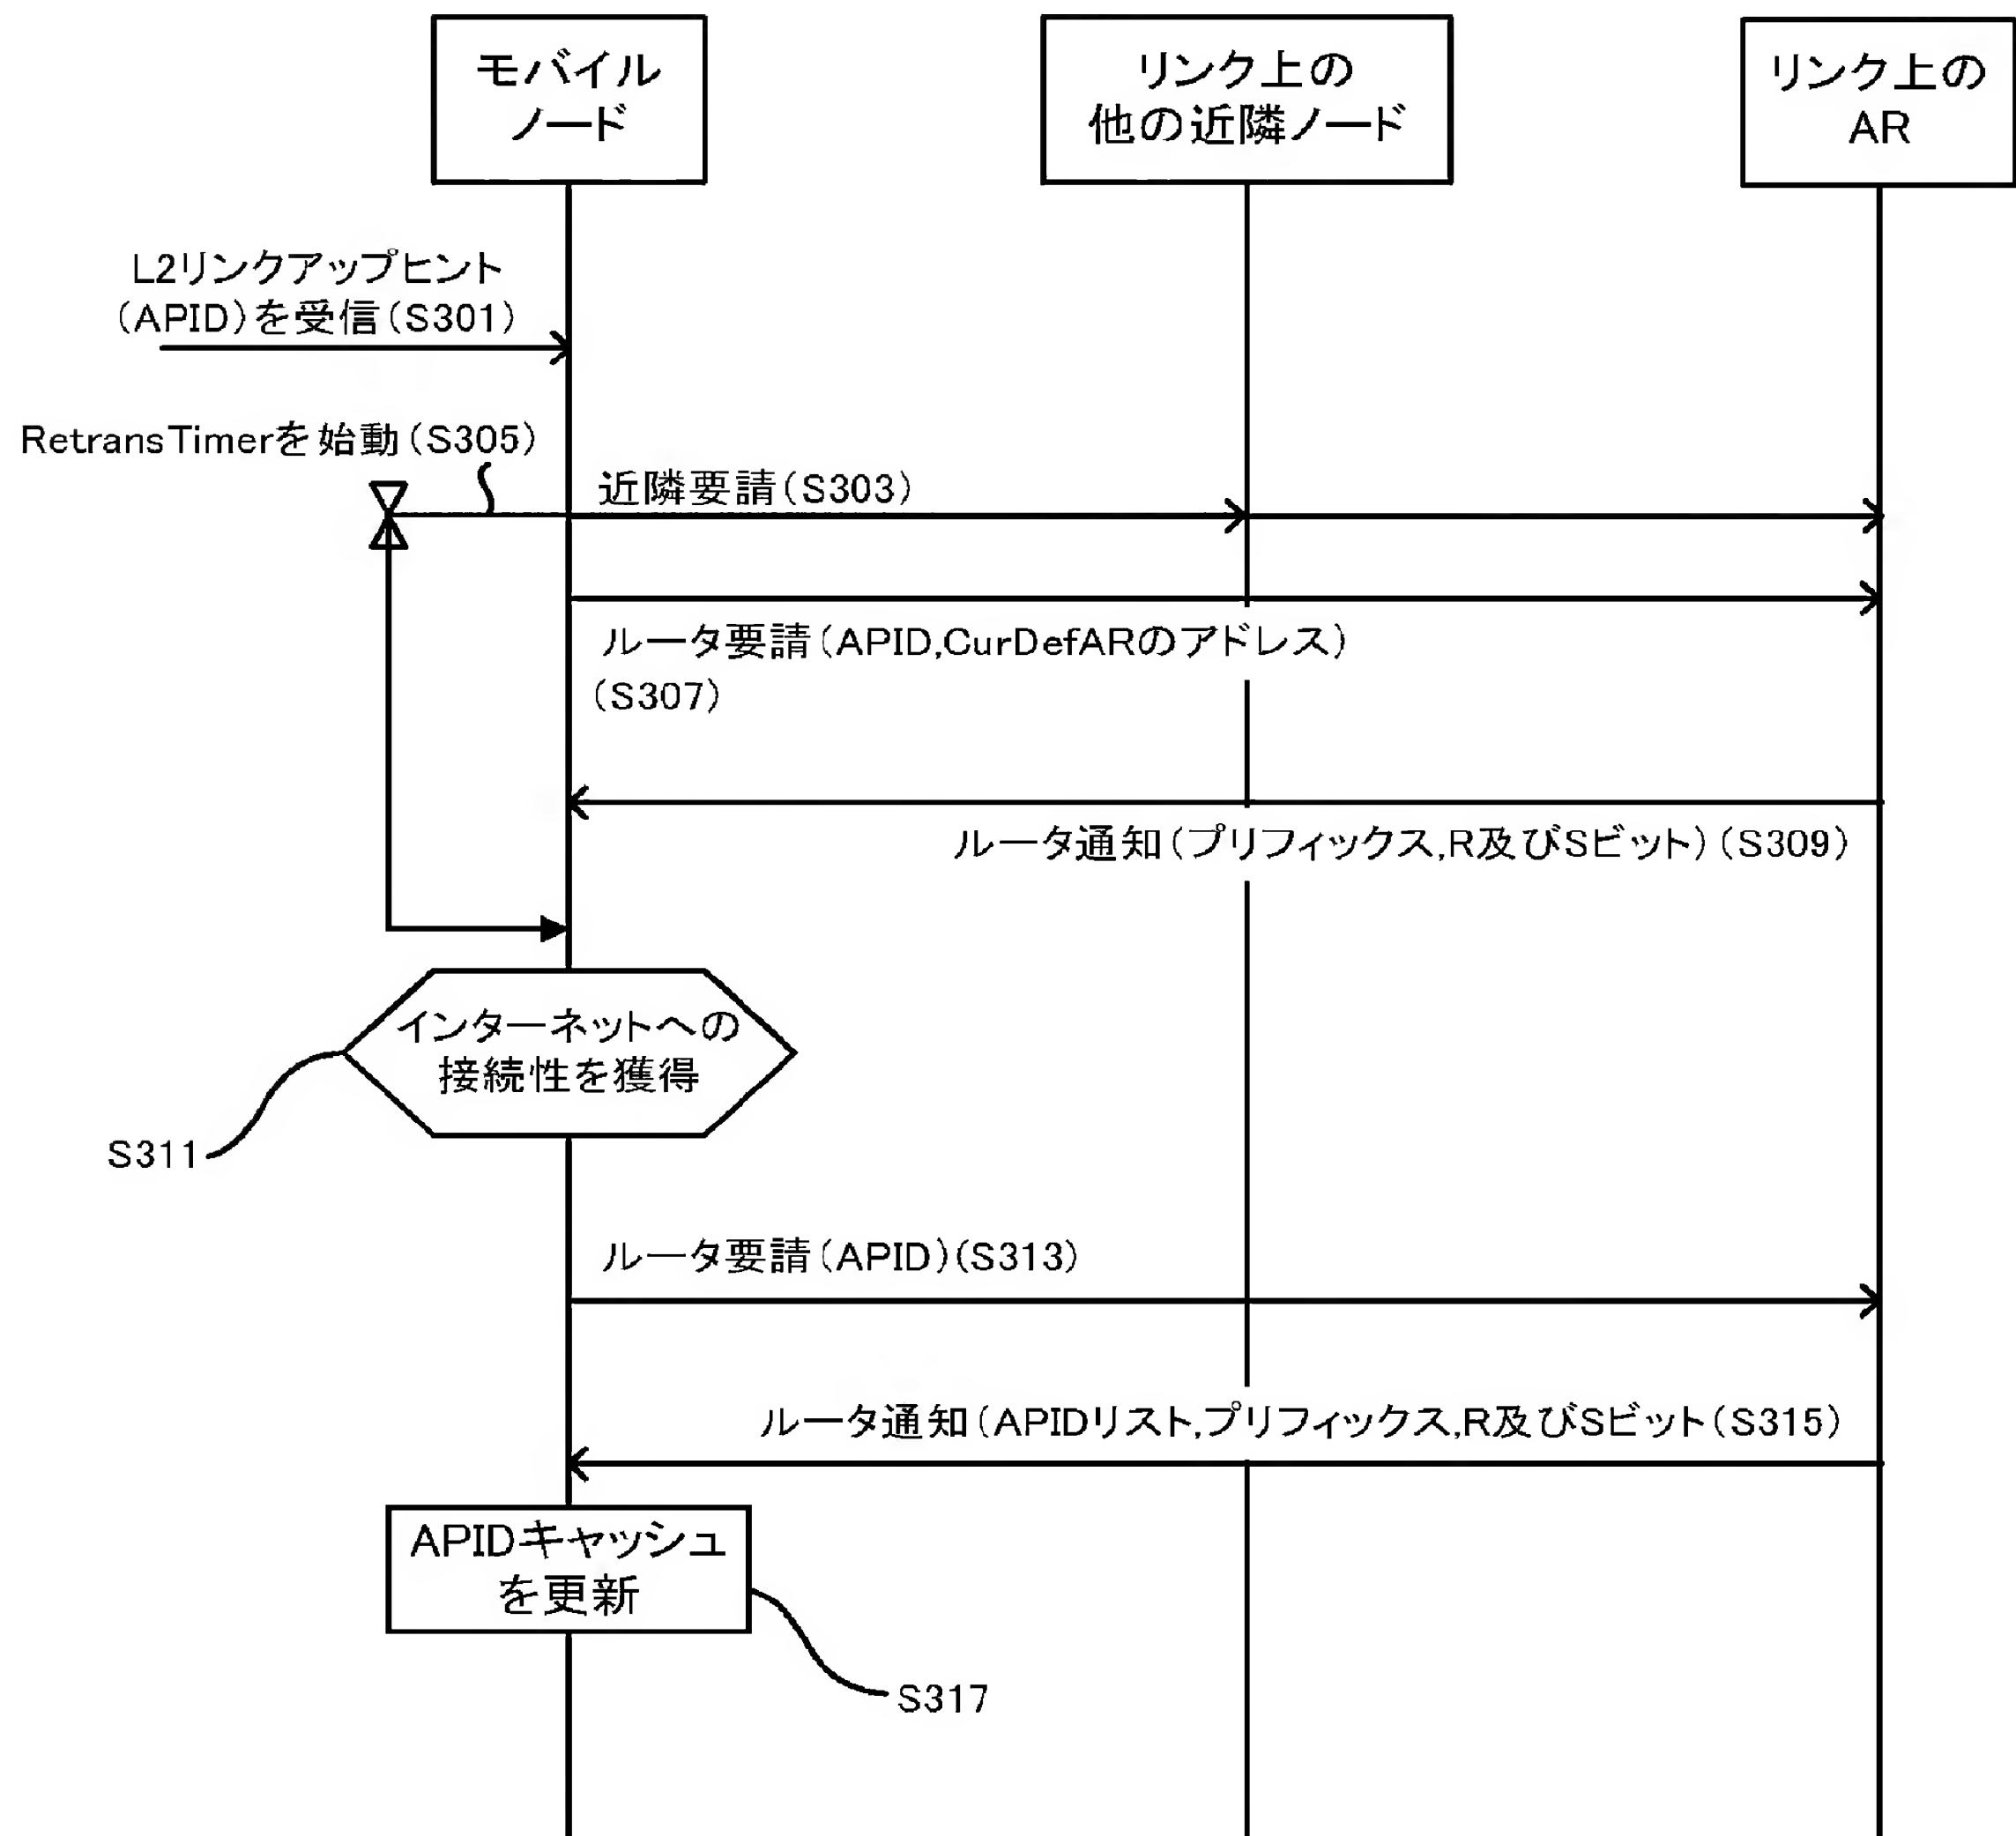 モバイル
ノード
リンク上の
他の近隣ノード
リンク上の
AR
L2リンクアップヒント
(APID)を受信(S301)
RetransTimerを始動(S305)
近隣要請(S303)
ルータ要請(APID,CurDefARのアドレス)
(S307)
ルータ通知(プリフィックス,R及びSビット)(S309)
インターネットへの
接続性を獲得
S311
ルータ要請(APID)(S313)
ルータ通知(APIDリスト,プリフィックス,R及びSビット(S315)
APIDキャッシュ
を更新
S317